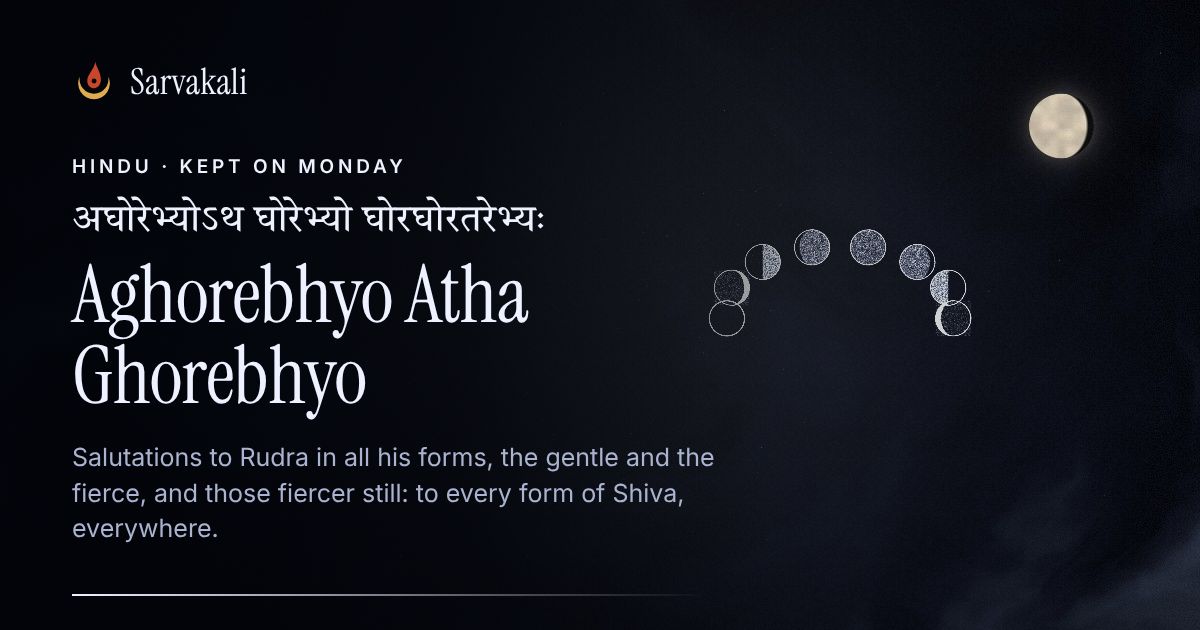 Sarvakali
HINDU · KEPT ON MONDAY
अघोरेभ्योऽथ घोरेभ्यो घोरघोरतरेभ्यः
Aghorebhyo Atha
Ghorebhyo
Salutations to Rudra in all his forms, the gentle and the
fierce, and those fiercer still: to every form of Shiva,
everywhere.